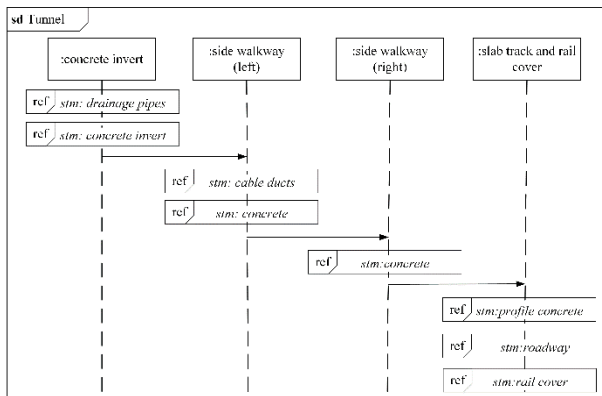 sd Tunnel
:concrete invert
:side walkway
(left)
:side walkway
(right)
:slab track and rail
cover
ref stm: drainage pipes
ref stm: concrete invert
ref stm: cable ducts
ref stm: concrete
ref stm:concrete
ref stm:profile concrete
ref stm:roadway
ref stm:rail cover